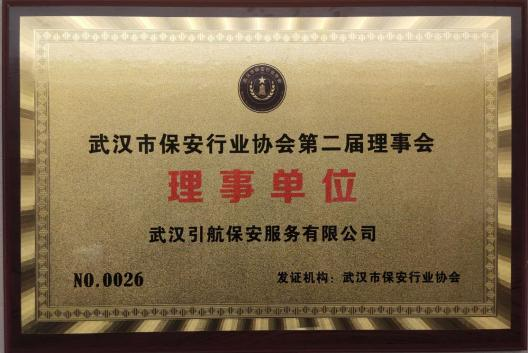 武汉市保安行业协会第二届理事会
理事单位
武汉引航保安服务有限公司
NO.0026
发证机构：武汉市保安行业协会